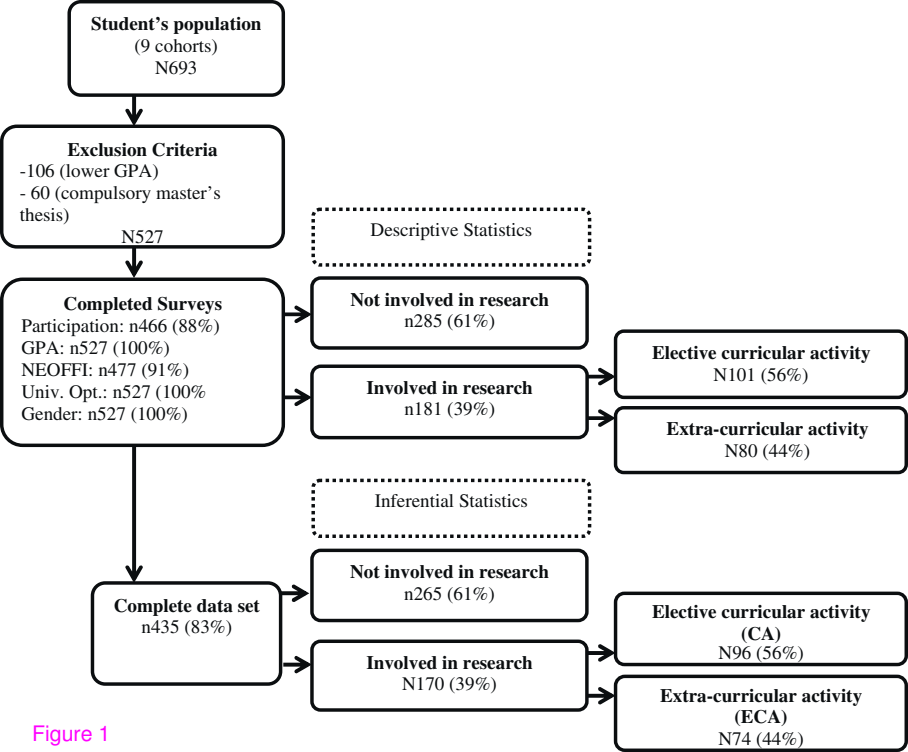 Student's population
(9 cohorts)
N693
Exclusion Criteria
-106 (lower GPA)
- 60 (compulsory master's
thesis)
N527
Descriptive Statistics
Completed Surveys
Participation: n466 (88%)
GPA: n527 (100%)
NEOFFI: n477 (91%)
Univ. Opt.: n527 (100%
Gender: n527 (100%)
Not involved in research
n285 (61%)
Involved in research
n181 (39%)
Elective curricular activity
N101 (56%)
Extra-curricular activity
N80 (44%)
Inferential Statistics
Complete data set
n435 (83%)
Not involved in research
n265 (61%)
Involved in research
N170 (39%)
Elective curricular activity
(CA)
N96 (56%)
Extra-curricular activity
(ECA)
N74 (44%)
Figure 1